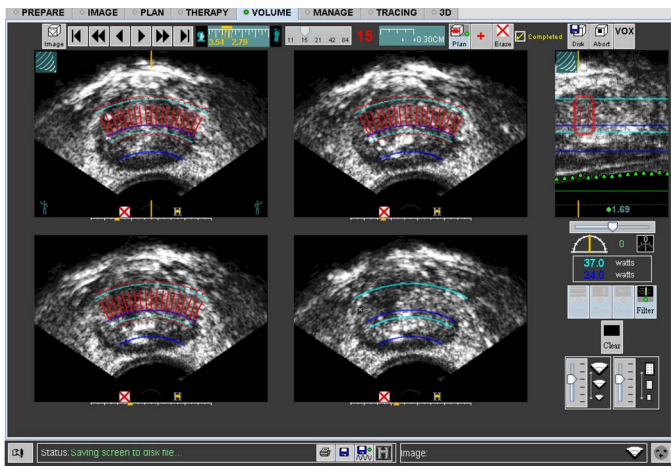 PREPARE IMAGE PLAN THERAPY VOLUME MANAGE TRACING 3D
Image
3.54 2.79
11 15 21 42 84
15
+0.30CM
Plan
Erase
Completed
Disk
Abort
VOX
1.69
0
37.0 watts
24.0 watts
Filter
Clear
Status: Saving screen to disk file...
Image: